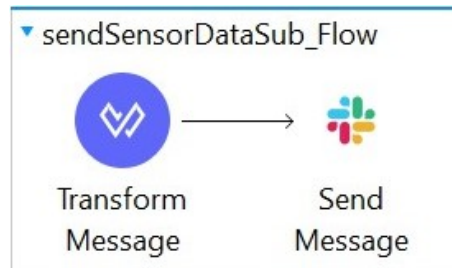 sendSensorDataSub_Flow
Transform
Message
Send
Message